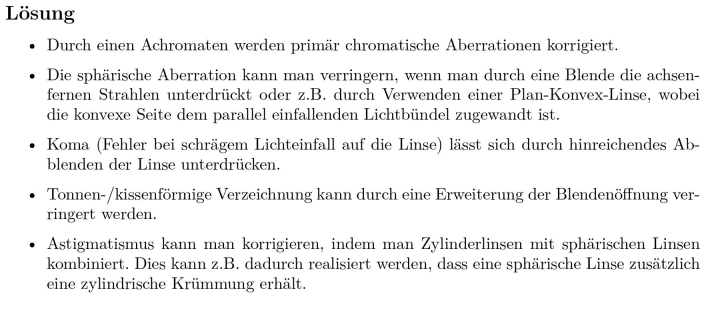 Lösung
• Durch einen Achromaten werden primär chromatische Aberrationen korrigiert.
• Die sphärische Aberration kann man verringern, wenn man durch eine Blende die achsen-
fernen Strahlen unterdrückt oder z.B. durch Verwenden einer Plan-Konvex-Linse, wobei
die konvexe Seite dem parallel einfallenden Lichtbündel zugewandt ist.
• Koma (Fehler bei schrägem Lichteinfall auf die Linse) lässt sich durch hinreichendes Ab-
blenden der Linse unterdrücken.
• Tonnen-/kissenförmige Verzeichnung kann durch eine Erweiterung der Blendenöffnung ver-
ringert werden.
• Astigmatismus kann man korrigieren, indem man Zylinderlinsen mit sphärischen Linsen
kombiniert. Dies kann z.B. dadurch realisiert werden, dass eine sphärische Linse zusätzlich
eine zylindrische Krümmung erhält.